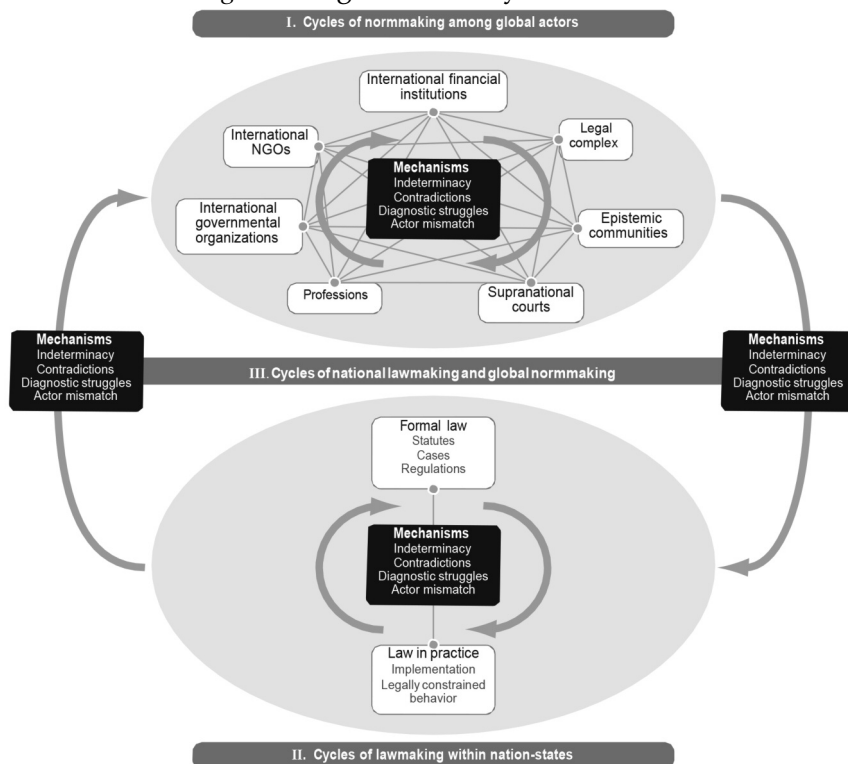 I. Cycles of normmaking among global actors
International financial
institutions
International
NGOs
Legal
complex
Mechanisms
Indeterminacy
Contradictions
Diagnostic struggles
Actor mismatch
International
governmental
organizations
Epistemic
communities
Professions
Supranational
courts
Mechanisms
Indeterminacy
Contradictions
Diagnostic struggles
Actor mismatch
III. Cycles of national lawmaking and global normmaking
Mechanisms
Indeterminacy
Contradictions
Diagnostic struggles
Actor mismatch
Formal law
Statutes
Cases
Regulations
Mechanisms
Indeterminacy
Contradictions
Diagnostic struggles
Actor mismatch
Law in practice
Implementation
Legally constrained
behavior
II. Cycles of lawmaking within nation-states